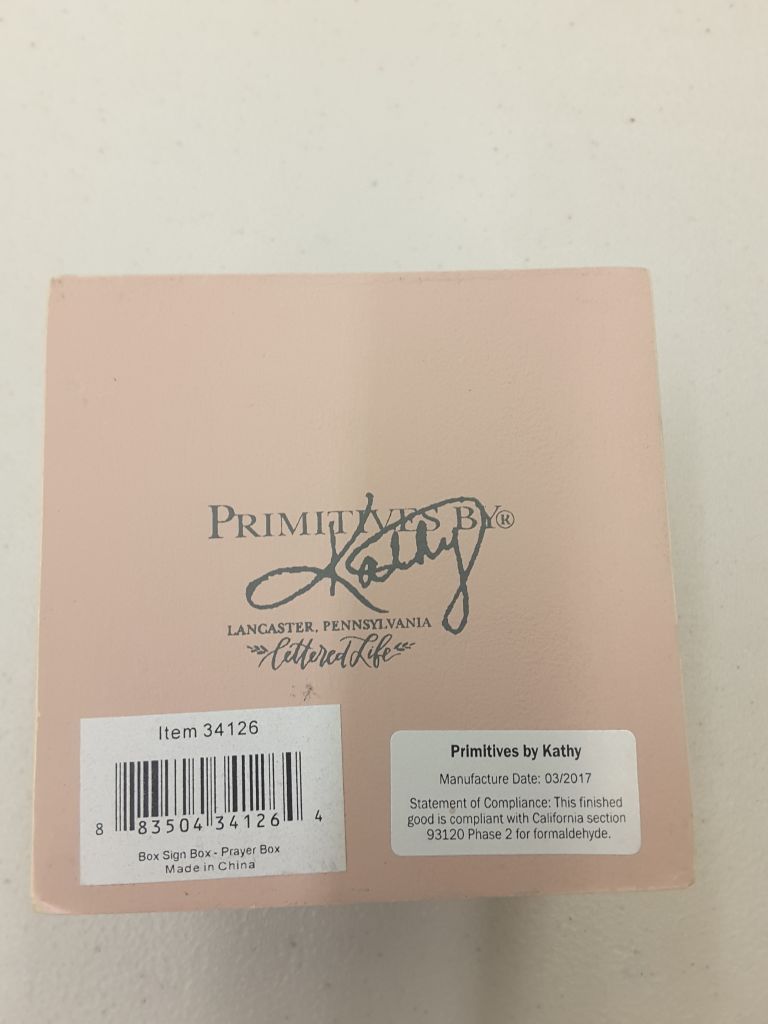 PRIMITIVES BY®
Kathy
LANCASTER, PENNSYLVANIA
lettered Life
Item 34126
8 83504 34126 4
Box Sign Box - Prayer Box
Made in China
Primitives by Kathy
Manufacture Date: 03/2017
Statement of Compliance: This finished
good is compliant with California section
93120 Phase 2 for formaldehyde.